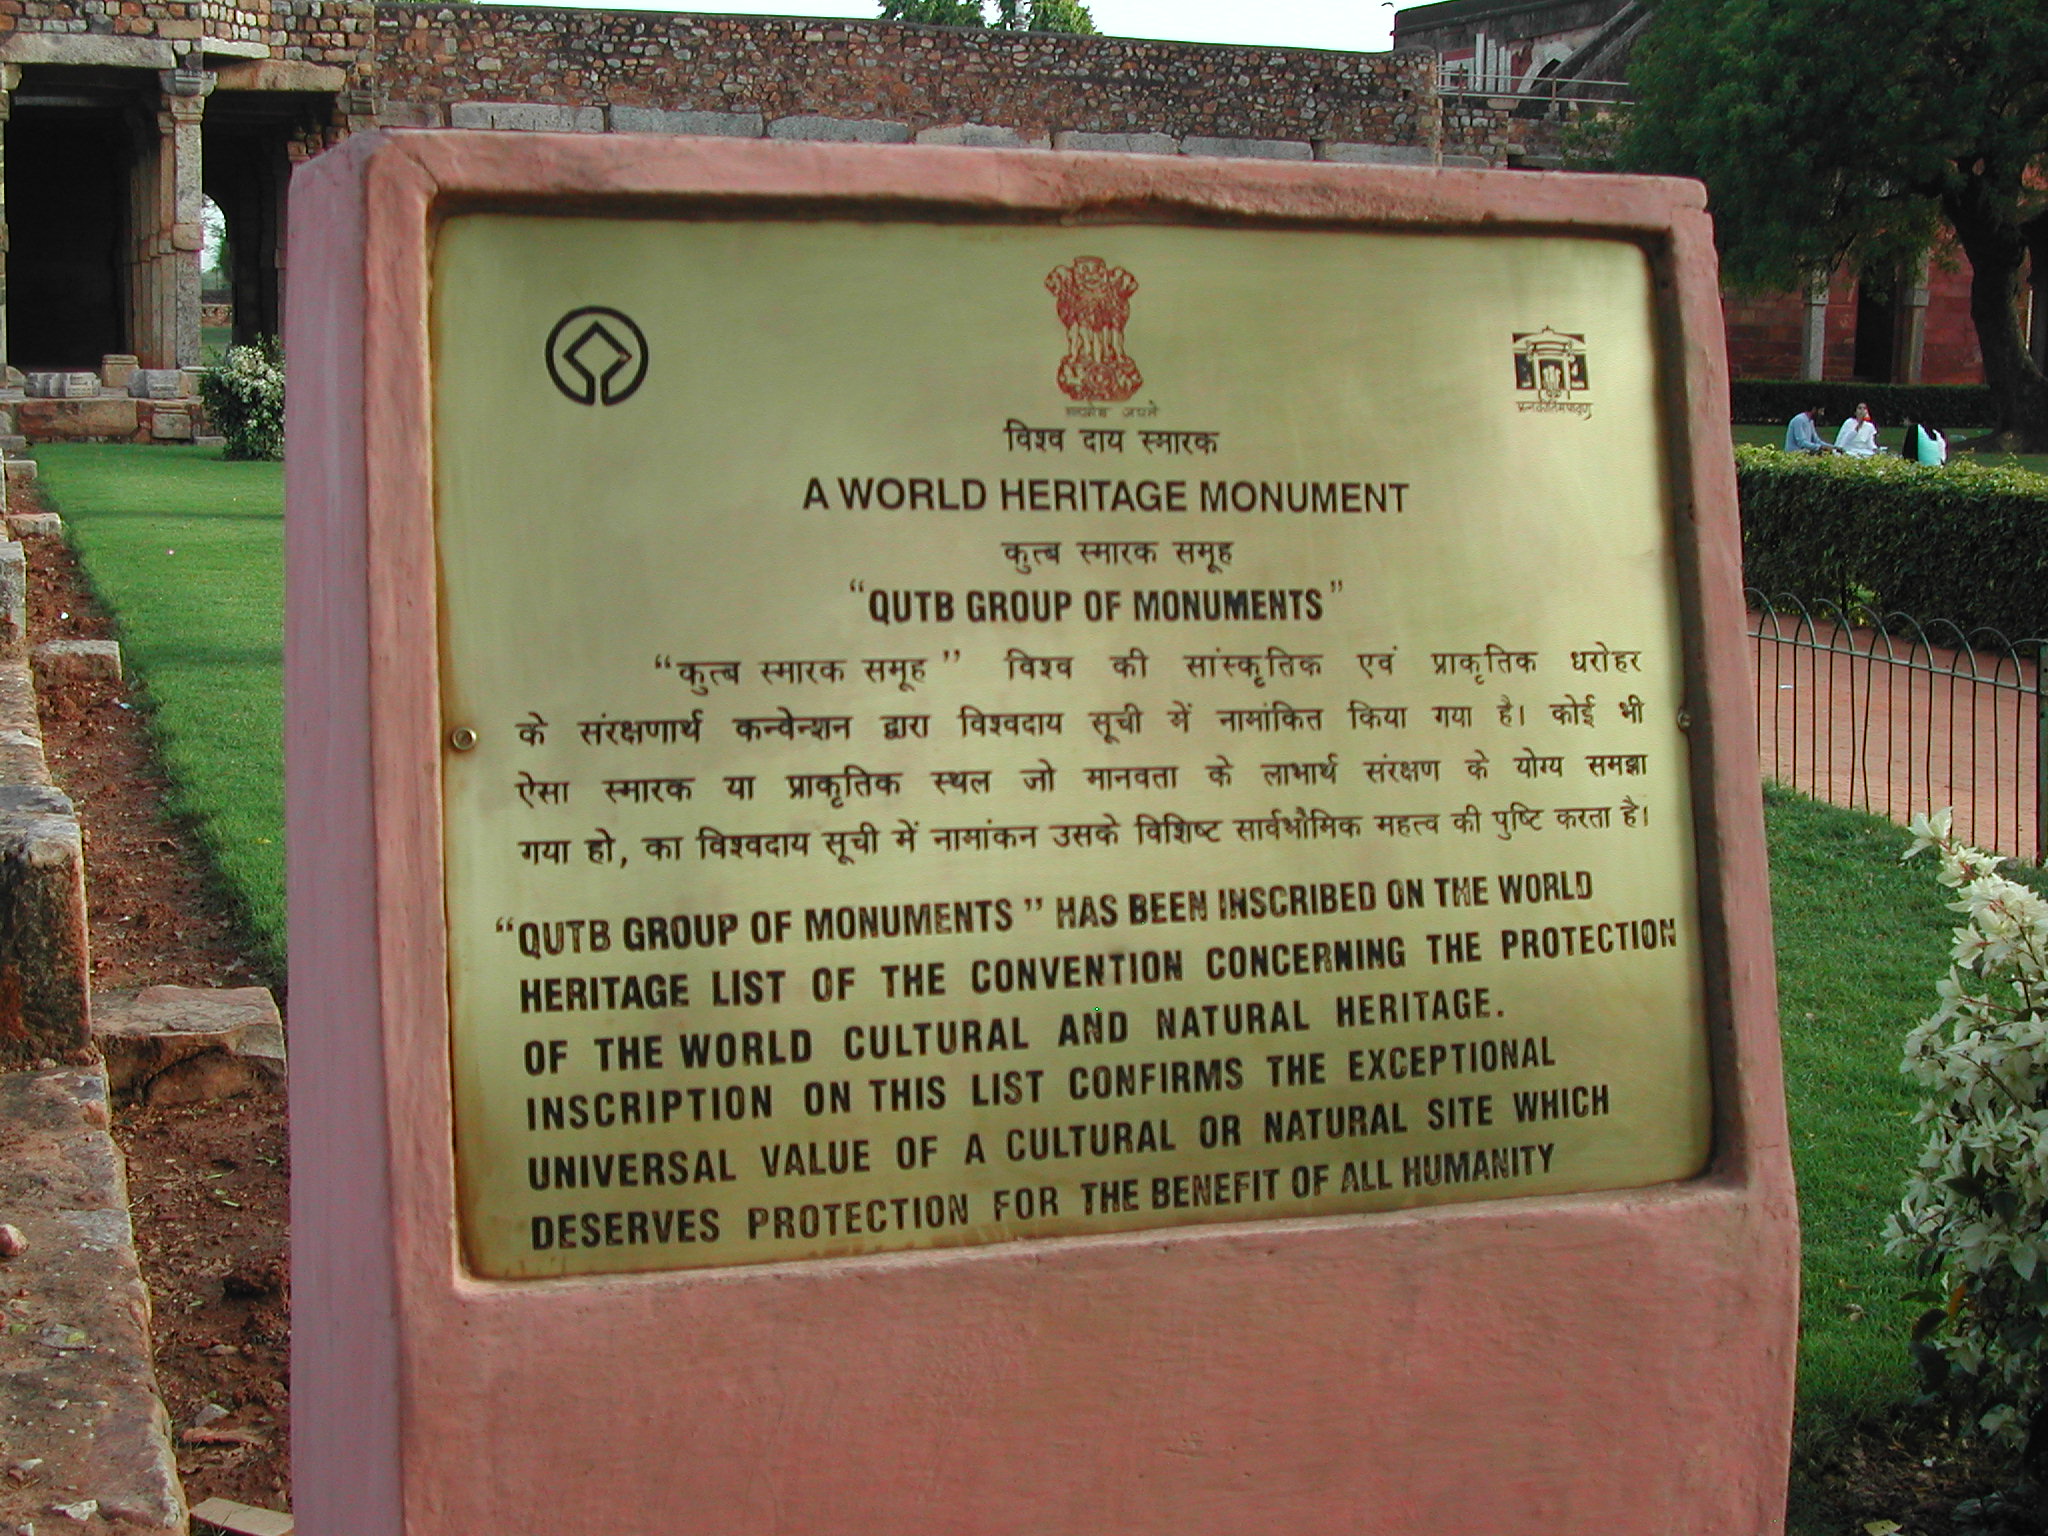 सत्यमेव जयते
विश्व दाय स्मारक
A WORLD HERITAGE MONUMENT
कुत्ब स्मारक समूह
“QUTB GROUP OF MONUMENTS”
“कुत्ब स्मारक समूह” विश्व की सांस्कृतिक एवं प्राकृतिक धरोहर
के संरक्षणार्थ कन्वेन्शन द्वारा विश्वदाय सूची में नामांकित किया गया है। कोई भी
ऐसा स्मारक या प्राकृतिक स्थल जो मानवता के लाभार्थ संरक्षण के योग्य समझा
गया हो, का विश्वदाय सूची में नामांकन उसके विशिष्ट सार्वभौमिक महत्व की पुष्टि करता है।
“QUTB GROUP OF MONUMENTS” HAS BEEN INSCRIBED ON THE WORLD
HERITAGE LIST OF THE CONVENTION CONCERNING THE PROTECTION
OF THE WORLD CULTURAL AND NATURAL HERITAGE.
INSCRIPTION ON THIS LIST CONFIRMS THE EXCEPTIONAL
UNIVERSAL VALUE OF A CULTURAL OR NATURAL SITE WHICH
DESERVES PROTECTION FOR THE BENEFIT OF ALL HUMANITY